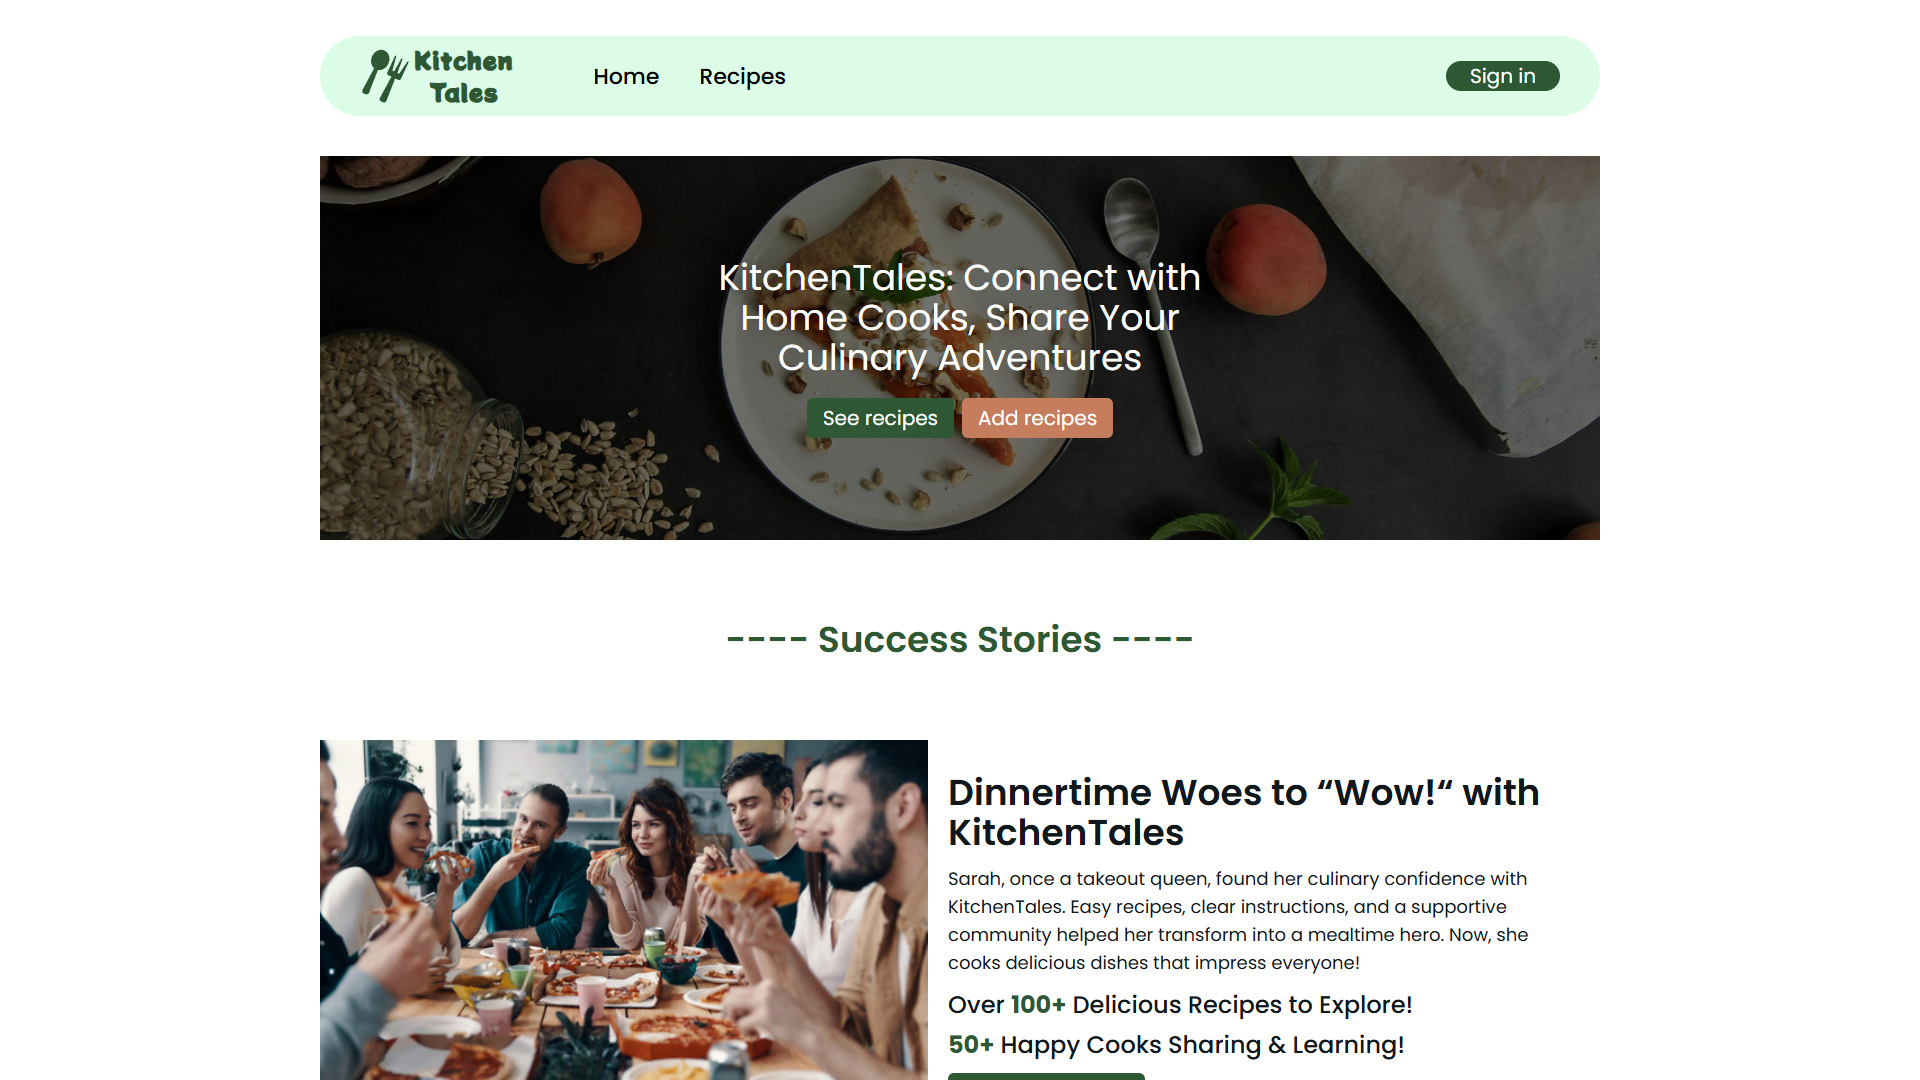 Kitchen
Tales
Home
Recipes
Sign in
KitchenTales: Connect with
Home Cooks, Share Your
Culinary Adventures
See recipes
Add recipes
---- Success Stories ----
Dinnertime Woes to “Wow!“ with
KitchenTales
Sarah, once a takeout queen, found her culinary confidence with
KitchenTales. Easy recipes, clear instructions, and a supportive
community helped her transform into a mealtime hero. Now, she
cooks delicious dishes that impress everyone!
Over 100+ Delicious Recipes to Explore!
50+ Happy Cooks Sharing & Learning!